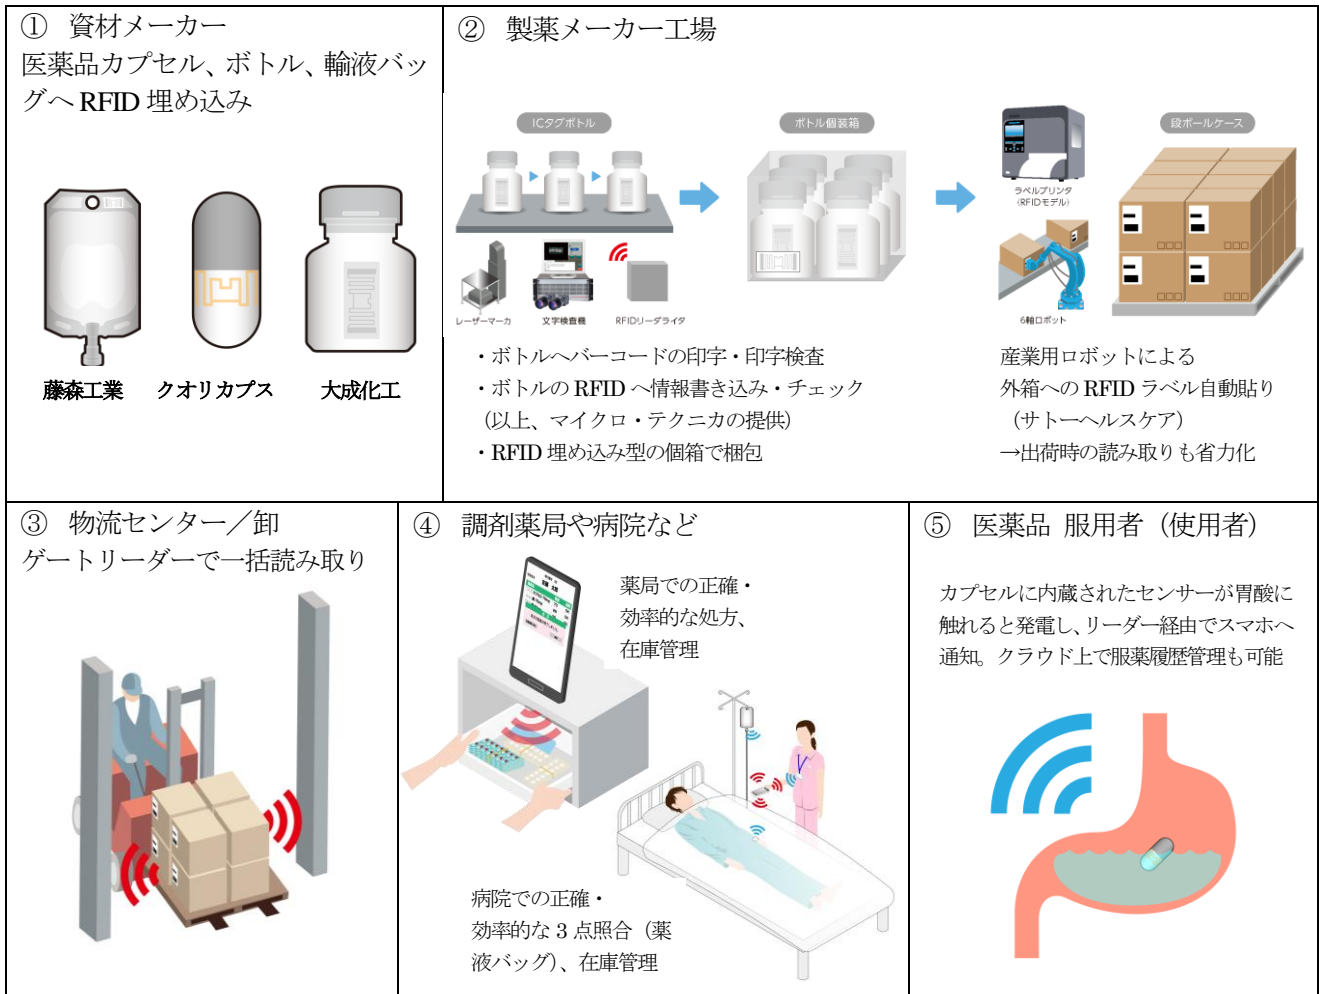 ① 資材メーカー
医薬品カプセル、ボトル、輸液バッ
グへ RFID 埋め込み
藤森工業
クオリカプス
大成化工
② 製薬メーカー工場
ICタグボトル
ボトル個装箱
段ボールケース
ラベルプリンタ
(RFIDモデル)
レーザーマーカ
文字検査機
RFIDリーダライタ
6軸ロボット
・ボトルへバーコードの印字・印字検査
・ボトルの RFID へ情報書き込み・チェック
（以上、マイクロ・テクニカの提供）
・RFID 埋め込み型の個箱で梱包
産業用ロボットによる
外箱への RFID ラベル自動貼り
（サトーヘルスケア）
→出荷時の読み取りも省力化
③ 物流センター／卸
ゲートリーダーで一括読み取り
④ 調剤薬局や病院など
薬局での正確・
効率的な処方、
在庫管理
病院での正確・
効率的な 3 点照合（薬
液バッグ）、在庫管理
⑤ 医薬品 服用者（使用者）
カプセルに内蔵されたセンサーが胃酸に
触れると発電し、リーダー経由でスマホへ
通知。クラウド上で服薬履歴管理も可能